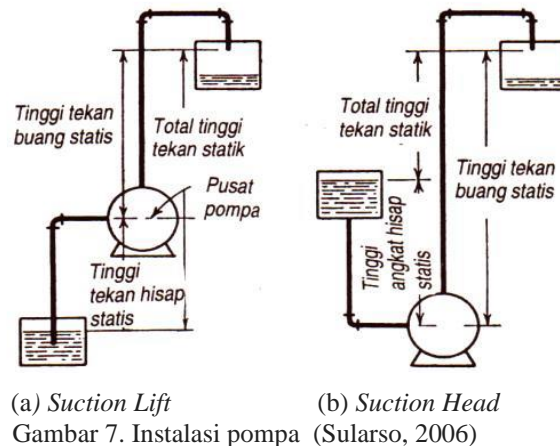 Tinggi tekan
buang statis
Total tinggi
tekan statik
Pusat
pompa
Tinggi
tekan hisap
statis
Total tinggi
tekan statik
Tinggi tekan
buang statis
Tinggi
angkat hisap
statis
(a) Suction Lift (b) Suction Head
Gambar 7. Instalasi pompa (Sularso, 2006)